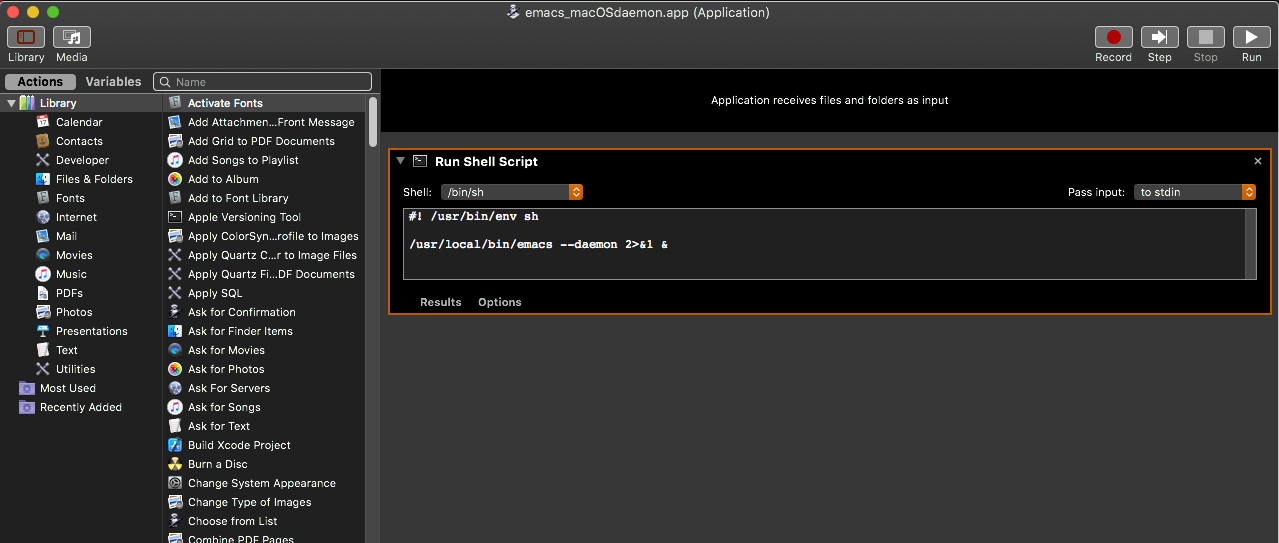 emacs_macOSdaemon.app (Application)
Library
Media
Record
Step
Stop
Run
Actions
Variables
Name
Library
Calendar
17
Contacts
Developer
Files & Folders
Fonts
Internet
Mail
Movies
Music
PDFs
Photos
Presentations
Text
Utilities
Most Used
Recently Added
Activate Fonts
Add Attachmen...Front Message
Add Grid to PDF Documents
Add Songs to Playlist
Add to Album
Add to Font Library
Apple Versioning Tool
Apply ColorSyn...rofile to Images
Apply Quartz C...r to Image Files
Apply Quartz Fi...DF Documents
Apply SQL
Ask for Confirmation
Ask for Finder Items
Ask for Movies
Ask for Photos
Ask For Servers
Ask for Songs
Ask for Text
Build Xcode Project
Burn a Disc
Change System Appearance
Change Type of Images
Choose from List
Combine PDF Pages
Application receives files and folders as input
Run Shell Script
Shell: /bin/sh
Pass input: to stdin
#! /usr/bin/env sh
/usr/local/bin/emacs --daemon 2>&1 &
Results
Options